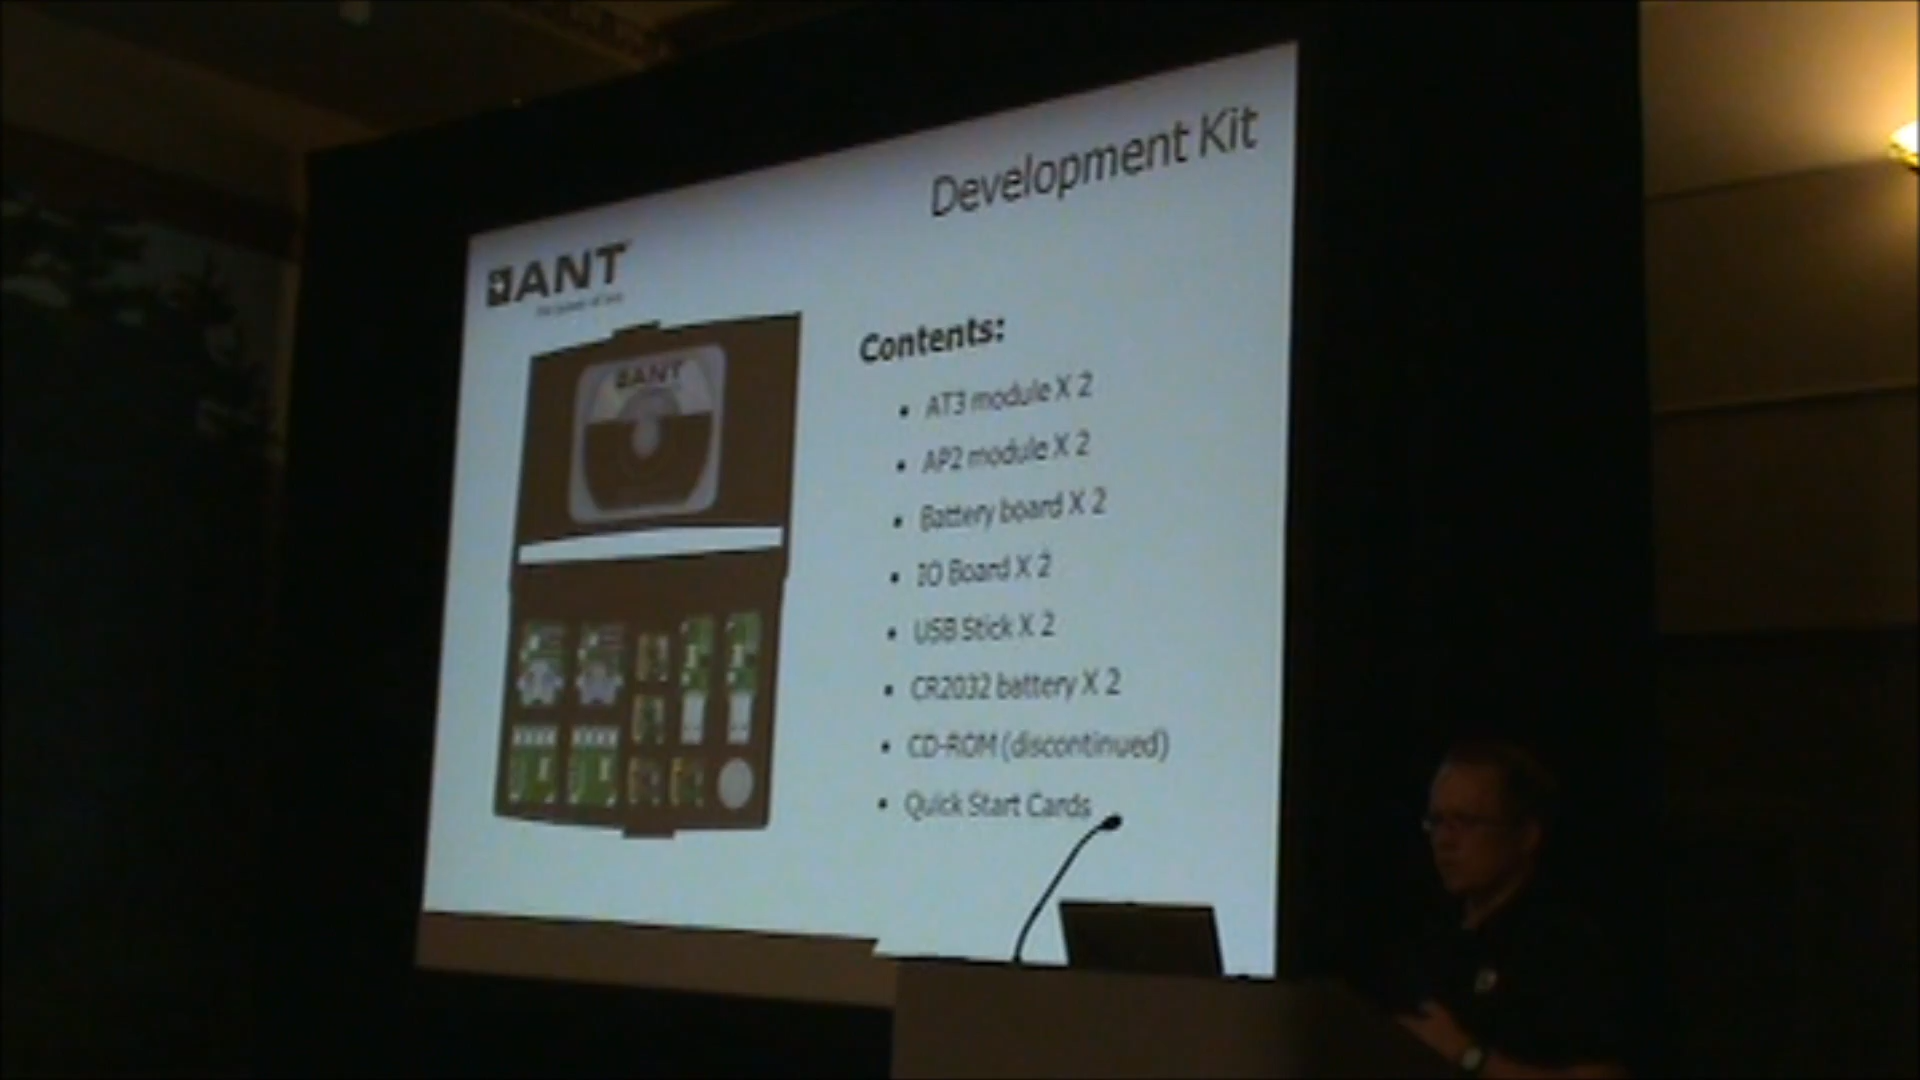 Development Kit
ANT
ANT
Contents:
• AT3 module X 2
• AP2 module X 2
• Battery board X 2
• IO Board X 2
• USB Stick X 2
• CR2032 battery X 2
• CD-ROM (discontinued)
• Quick Start Cards